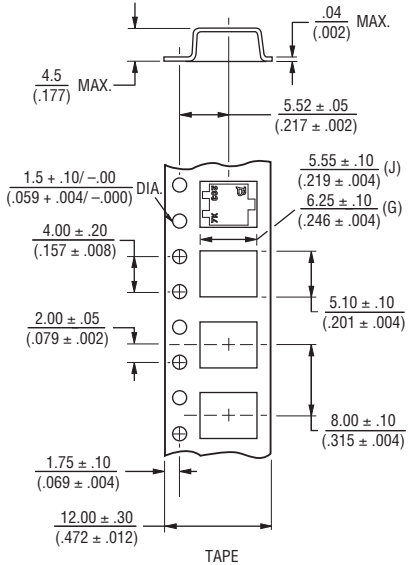 .04
(.002) MAX.
4.5
(.177) MAX.
5.52 ± .05
(.217 ± .002)
1.5 + .10/ –.00
(.059 + .004/ –.000) DIA.
5.55 ± .10
(.219 ± .004) (J)
6.25 ± .10
(.246 ± .004) (G)
4.00 ± .20
(.157 ± .008)
2.00 ± .05
(.079 ± .002)
5.10 ± .10
(.201 ± .004)
8.00 ± .10
(.315 ± .004)
1.75 ± .10
(.069 ± .004)
12.00 ± .30
(.472 ± .012)
TAPE